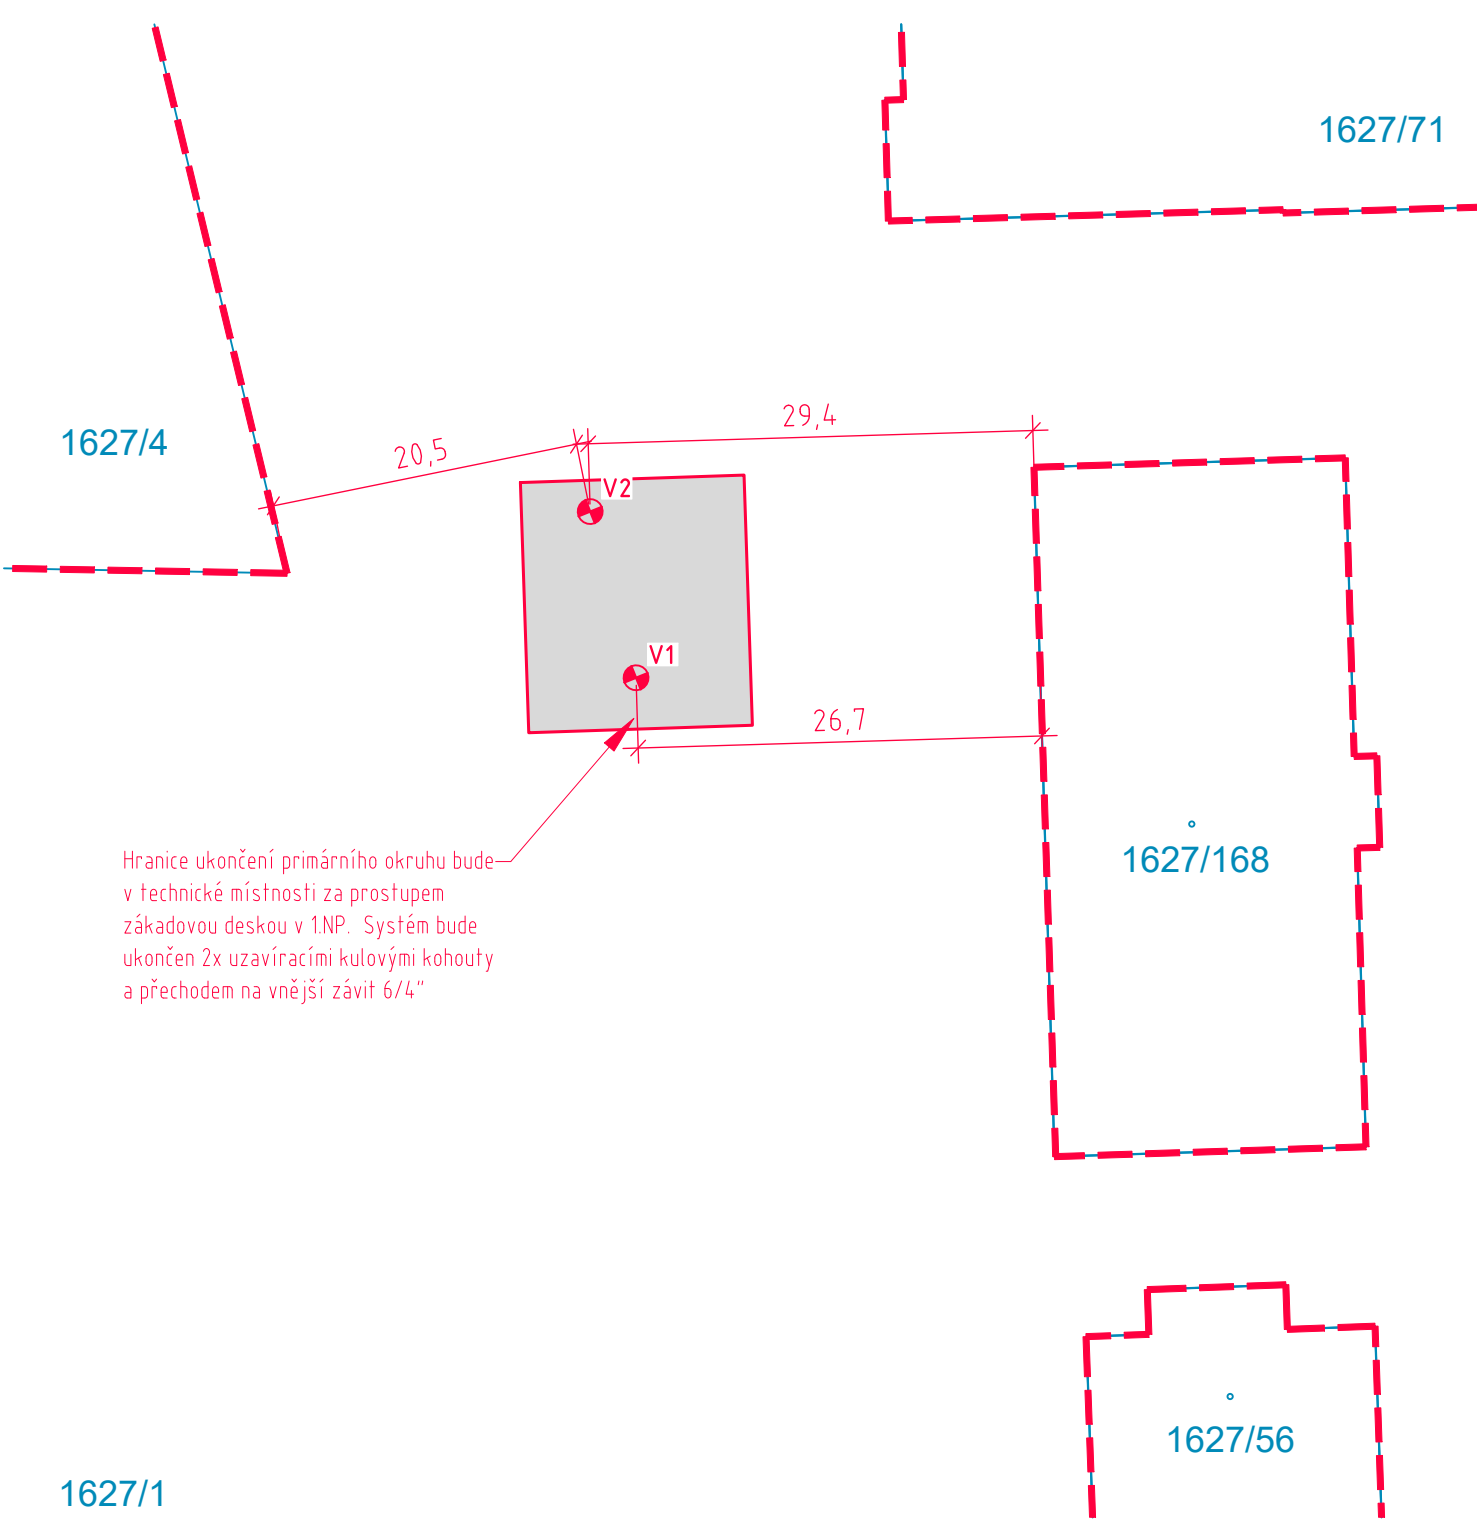 1627/71
29,4
1627/4
20,5
V2
V1
26,7
1627/168
Hranice ukončení primárního okruhu bude
v technické místnosti za prostupem
zákadovou deskou v 1.NP. Systém bude
ukončen 2x uzavíracími kulovými kohouty
a přechodem na vnější závit 6/4"
1627/56
1627/1